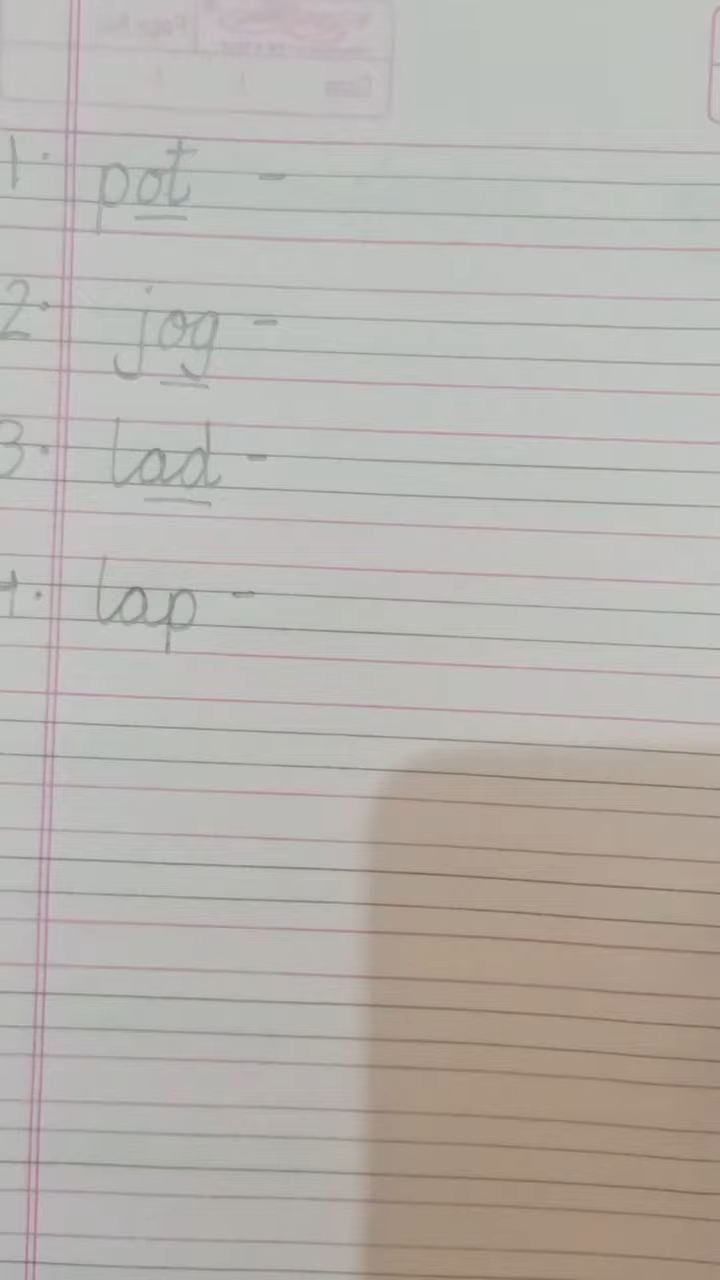 1. pot -
2. jog -
3. lad -
4. lap -